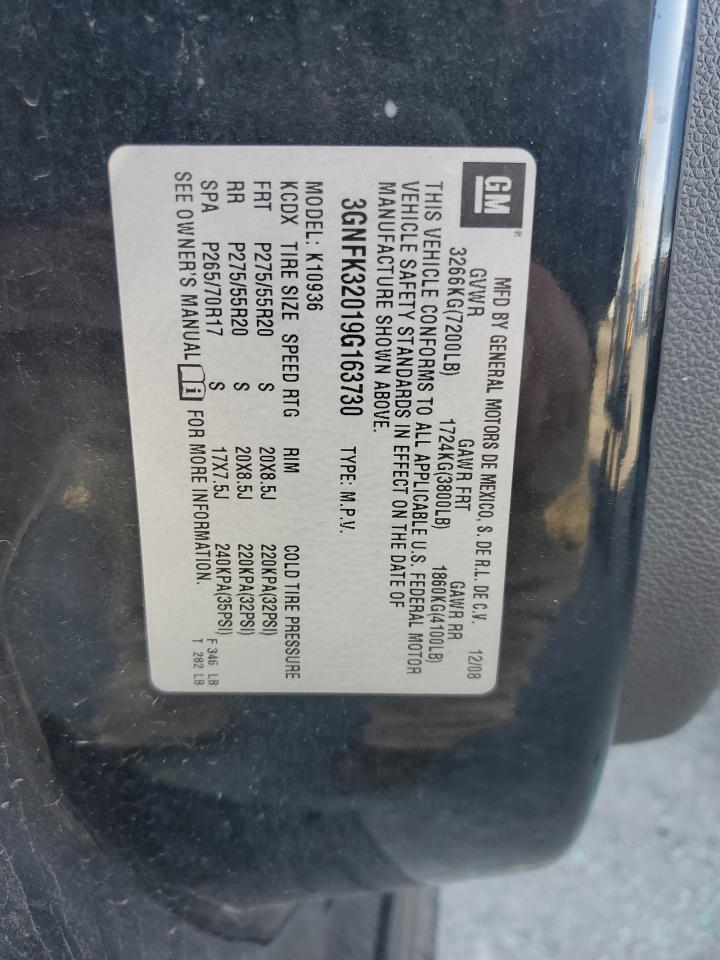 GM ®
MFD BY GENERAL MOTORS DE MEXICO, S. DE R.L. DE C.V. 12/08
GVWR GAWR FRT GAWR RR
3266KG(7200LB) 1724KG(3800LB) 1860KG(4100LB)
THIS VEHICLE CONFORMS TO ALL APPLICABLE U.S. FEDERAL MOTOR
VEHICLE SAFETY STANDARDS IN EFFECT ON THE DATE OF
MANUFACTURE SHOWN ABOVE.
3GNFK32019G163730 TYPE: M.P.V.
MODEL: K10936
KCDX TIRE SIZE SPEED RTG RIM COLD TIRE PRESSURE
FRT P275/55R20 S 20X8.5J 220KPA(32PSI)
RR P275/55R20 S 20X8.5J 220KPA(32PSI)
SPA P265/70R17 S 17X7.5J 240KPA(35PSI)
SEE OWNER'S MANUAL i FOR MORE INFORMATION.
F 346 LB
T 282 LB